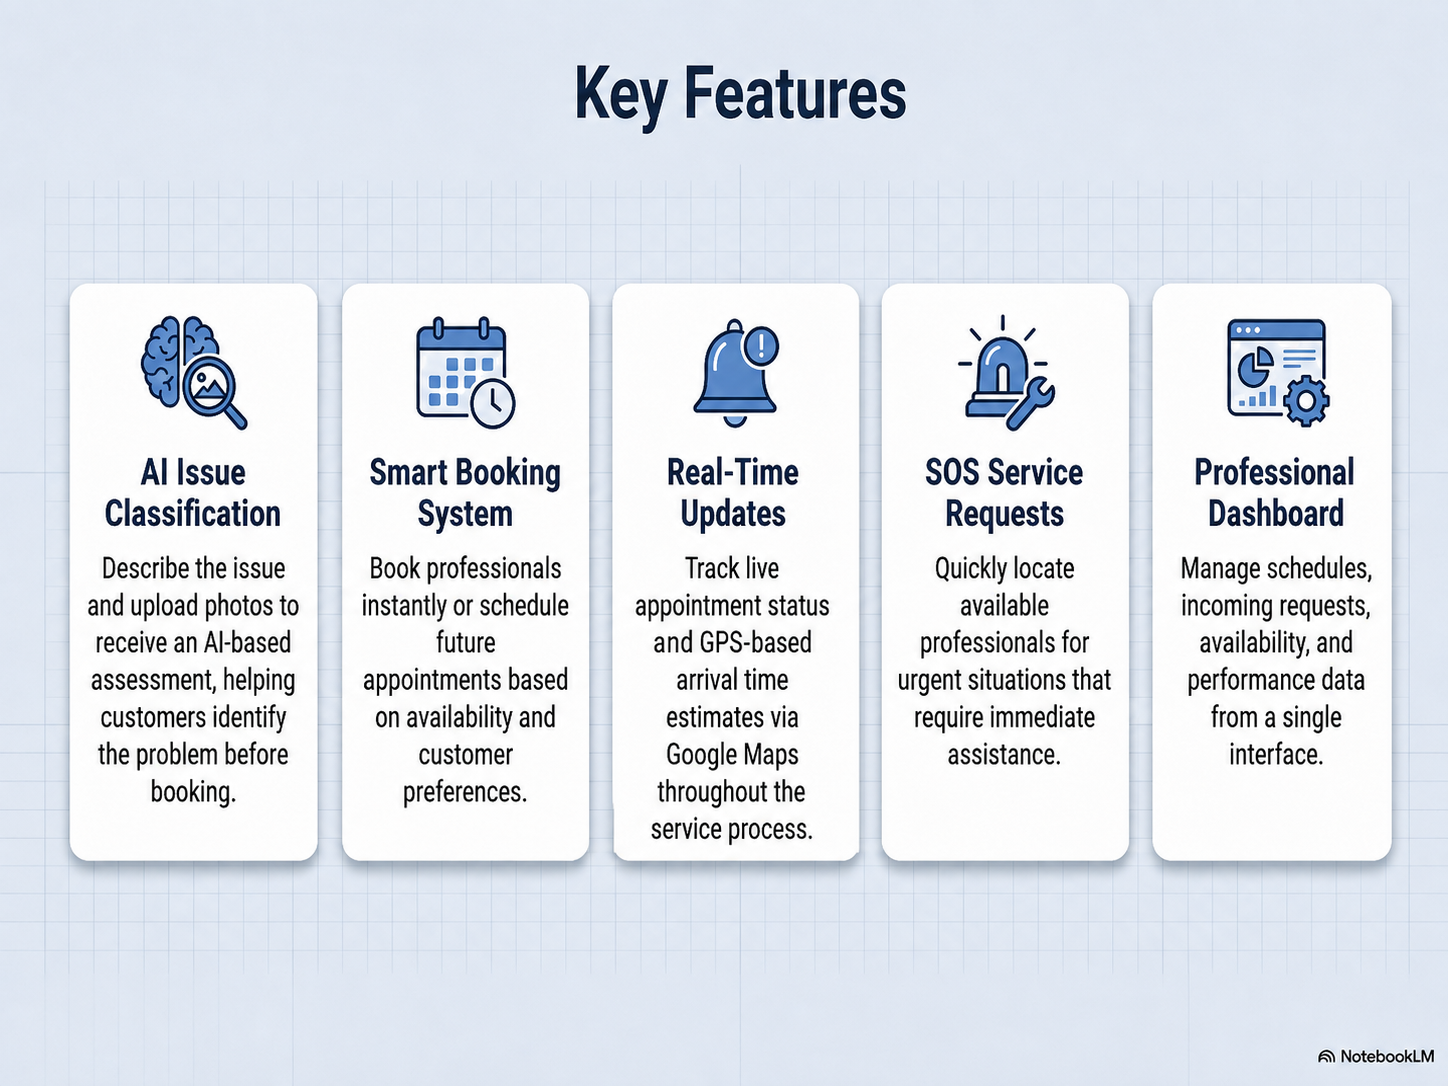 Key Features
AI Issue
Classification
Describe the issue
and upload photos to
receive an AI-based
assessment, helping
customers identify
the problem before
booking.
Smart Booking
System
Book professionals
instantly or schedule
future
appointments based
on availability and
customer
preferences.
Real-Time
Updates
Track live
appointment status
and GPS-based
arrival time
estimates via
Google Maps
throughout the
service process.
SOS Service
Requests
Quickly locate
available
professionals for
urgent situations that
require immediate
assistance.
Professional
Dashboard
Manage schedules,
incoming requests,
availability, and
performance data
from a single
interface.
NotebookLM